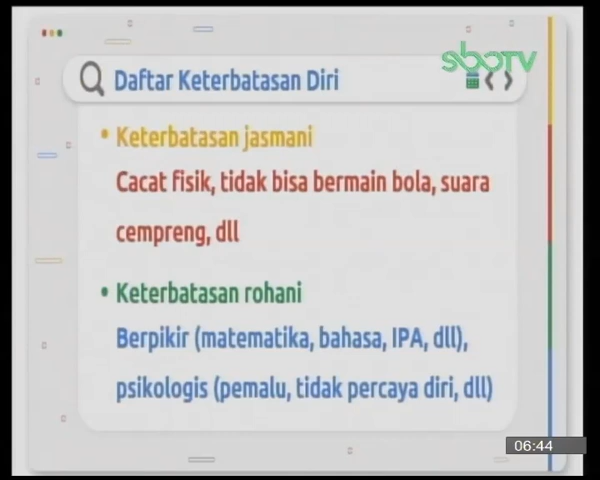 sboTV
Daftar Keterbatasan Diri
• Keterbatasan jasmani
Cacat fisik, tidak bisa bermain bola, suara
cempreng, dll
• Keterbatasan rohani
Berpikir (matematika, bahasa, IPA, dll),
psikologis (pemalu, tidak percaya diri, dll)
06:44